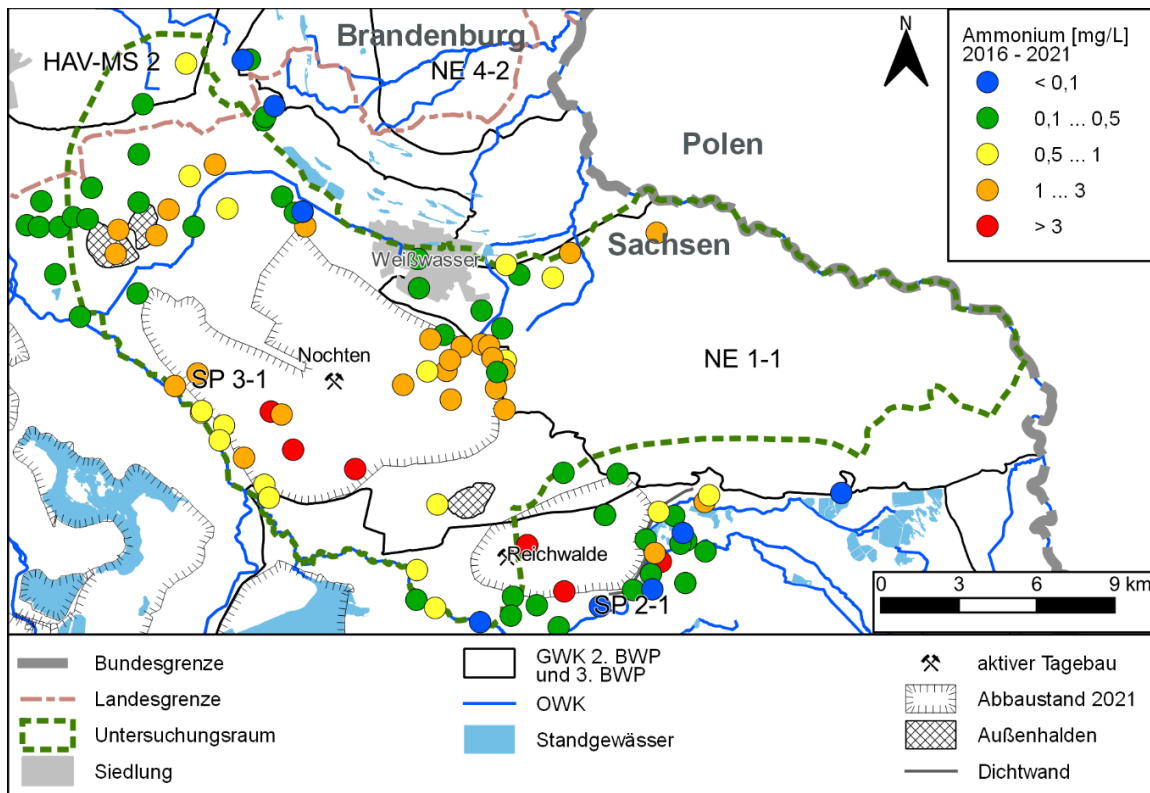 Brandenburg
HAV-MS 2
NE 4-2
N
Ammonium [mg/L]
2016 - 2021
< 0,1
0,1 ... 0,5
0,5 ... 1
1 ... 3
> 3
Polen
Sachsen
Weißwasser
Nochten
NE 1-1
SP 3-1
Reichwalde
SP 2-1
0 3 6 9 km
Bundesgrenze
Landesgrenze
Untersuchungsraum
Siedlung
GWK 2. BWP
und 3. BWP
OWK
Standgewässer
aktiver Tagebau
Abbaustand 2021
Außenhalden
Dichtwand